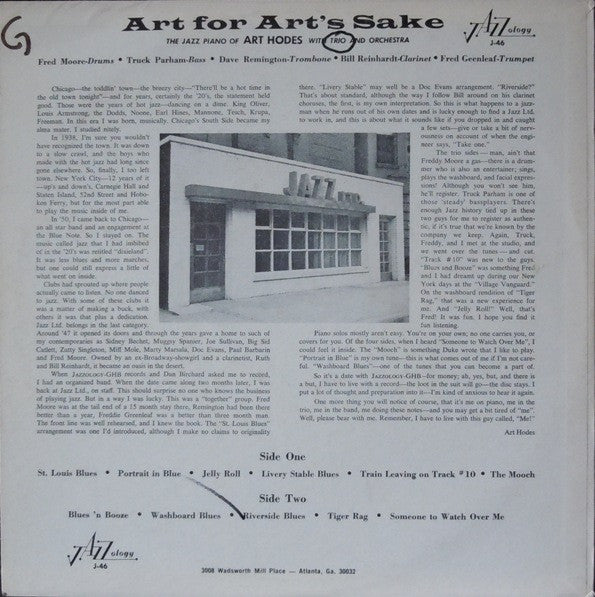 G
Art for Art's Sake
THE JAZZ PIANO OF ART HODES WITH TRIO AND ORCHESTRA
JAZZology
J-46
Fred Moore-Drums • Truck Parham-Bass • Dave Remington-Trombone • Bill Reinhardt-Clarinet • Fred Geenleaf-Trumpet
Chicago—the toddlin' town—the breezy city—"There'll be a hot time in
the old town tonight"—and for years, certainly the '20's, the statement held
good. Those were the years of hot jazz—dancing on a dime. King Oliver,
Louis Armstrong, the Dodds, Noone, Earl Hines, Manzone, Tesch, Krupa,
Freeman. In this era I was born, musically, Chicago's South Side became my
alma mater. I studied nitely.
In 1938, I'm sure you wouldn't
have recognized the town. It was down
to a slow crawl, and the boys who
made with the hot jazz had long since
gone elsewhere. So, finally, I too left
town. New York City—12 years of it
—up's and down's, Carnegie Hall and
Staten Island, 52nd Street and Hobo-
ken Ferry, but for the most part able
to play the music inside of me.
In '50, I came back to Chicago—
an all star band and an engagement at
the Blue Note. So I stayed on. The
music called jazz that I had imbibed
of in the '20's was retitled "dixieland".
It was less blues and more marches,
but one could still express a little of
what went on inside.
Clubs had sprouted up where people
actually came to listen. No one danced
to jazz. With some of these clubs it
was a matter of making a buck, with
others it was that plus a dedication.
Jazz Ltd. belongs in the last category.
Around '47 it opened its doors and through the years gave a home to such of
my contemporaries as Sidney Bechet, Muggsy Spanier, Joe Sullivan, Big Sid
Catlett, Zutty Singleton, Miff Mole, Marty Marsala, Doc Evans, Paul Barbarin
and Fred Moore. Owned by an ex-Broadway-showgirl and a clarinetist, Ruth
and Bill Reinhardt, it became an oasis in the desert.
When JAZZOLOGY-GHB records and Dan Birchard asked me to record,
I had an organized band. When the date came along two months later, I was
back at Jazz Ltd., on staff. This should surprise no one who knows the business
of playing jazz. But in a way I was lucky. This was a "together" group. Fred
Moore was at the tail end of a 15 month stay there, Remington had been there
better than a year, Freddie Greenleaf was a better than three month man.
The front line was well rehearsed, and I knew the book. The "St. Louis Blues"
arrangement was one I'd introduced, although I make no claims to originality
there. "Livery Stable" may well be a Doc Evans arrangement. "Riverside?"
That's about standard, although the way I follow Bill around on his clarinet
chouses, the first, is my own interpretation. So this is what happens to a jazz-
man when he runs out of his own dates and is lucky enough to find a Jazz Ltd.
to work in, and this is about what it sounds like if you dropped in and caught
a few sets—give or take a bit of nerv-
ousness on account of when the engi-
neer says, "Take one."
The trio sides—man, ain't that
Freddy Moore a gas—there is a drum-
mer who is also an entertainer; sings,
plays the washboard, and facial expres-
sions! Although you won't see him,
he'll register. Truck Parham is one of
those 'steady' bassplayers. There's
enough Jazz history tied up in these
two guys for me to register as authen-
tic, if it's true that we're known by the
company we keep. Again, Truck,
Freddy, and I met at the studio, and
we went over the tunes—and cut.
"Track #10" was new to the guys.
"Blues and Booze" was something Fred
and I had dreamt up during our New
York days at the "Village Vanguard."
On the washboard rendition of "Tiger
Rag," that was a new experience for
me. And "Jelly Roll" Well, that's
Fred! It was fun. I hope you find it
fun listening.
JAZZ LTD.
Piano solos mostly aren't easy. You're on your own; no one carries you, or
covers for you. Of the four sides, when I heard "Someone to Watch Over Me", I
could feel it inside. The "Mooch" is something Duke wrote that I like to play.
"Portrait in Blue" is my own tune—this is what comes out of me if I'm not care-
ful. "Washboard Blues"—one of the tunes that you can become a part of.
So it's a date with JAZZOLOGY-GHB—for money; ah, yes, but, and there is
a but, I have to live with a record—the loot in the suit will go—the disc stays. I
put a lot of thought and preparation into it—I'm kind of anxious to hear it again.
One more thing you will notice of course, that it's me on piano, me in the
trio, me in the band, me doing these notes—and you may get a bit tired of "me".
Well, please bear with me. Remember, I have to live with this guy called, "Me!"
Art Hodes
Side One
St. Louis Blues • Portrait in Blue • Jelly Roll • Livery Stable Blues • Train Leaving on Track #10 • The Mooch
Side Two
Blues 'n Booze • Washboard Blues • Riverside Blues • Tiger Rag • Someone to Watch Over Me
JAZZology
J-46
3008 Wadsworth Mill Place — Atlanta, Ga. 30032